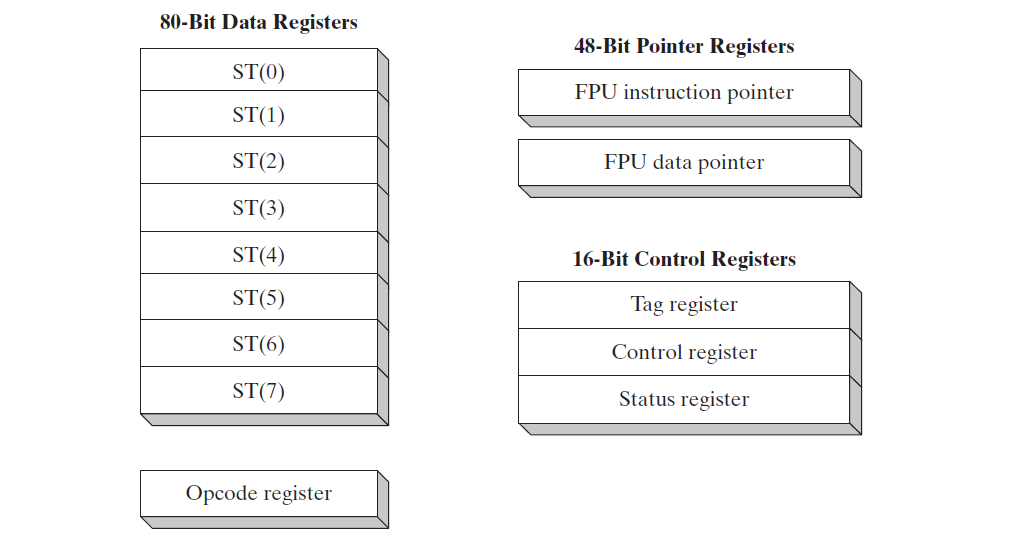 80-Bit Data Registers
ST(0)
ST(1)
ST(2)
ST(3)
ST(4)
ST(5)
ST(6)
ST(7)
Opcode register
48-Bit Pointer Registers
FPU instruction pointer
FPU data pointer
16-Bit Control Registers
Tag register
Control register
Status register